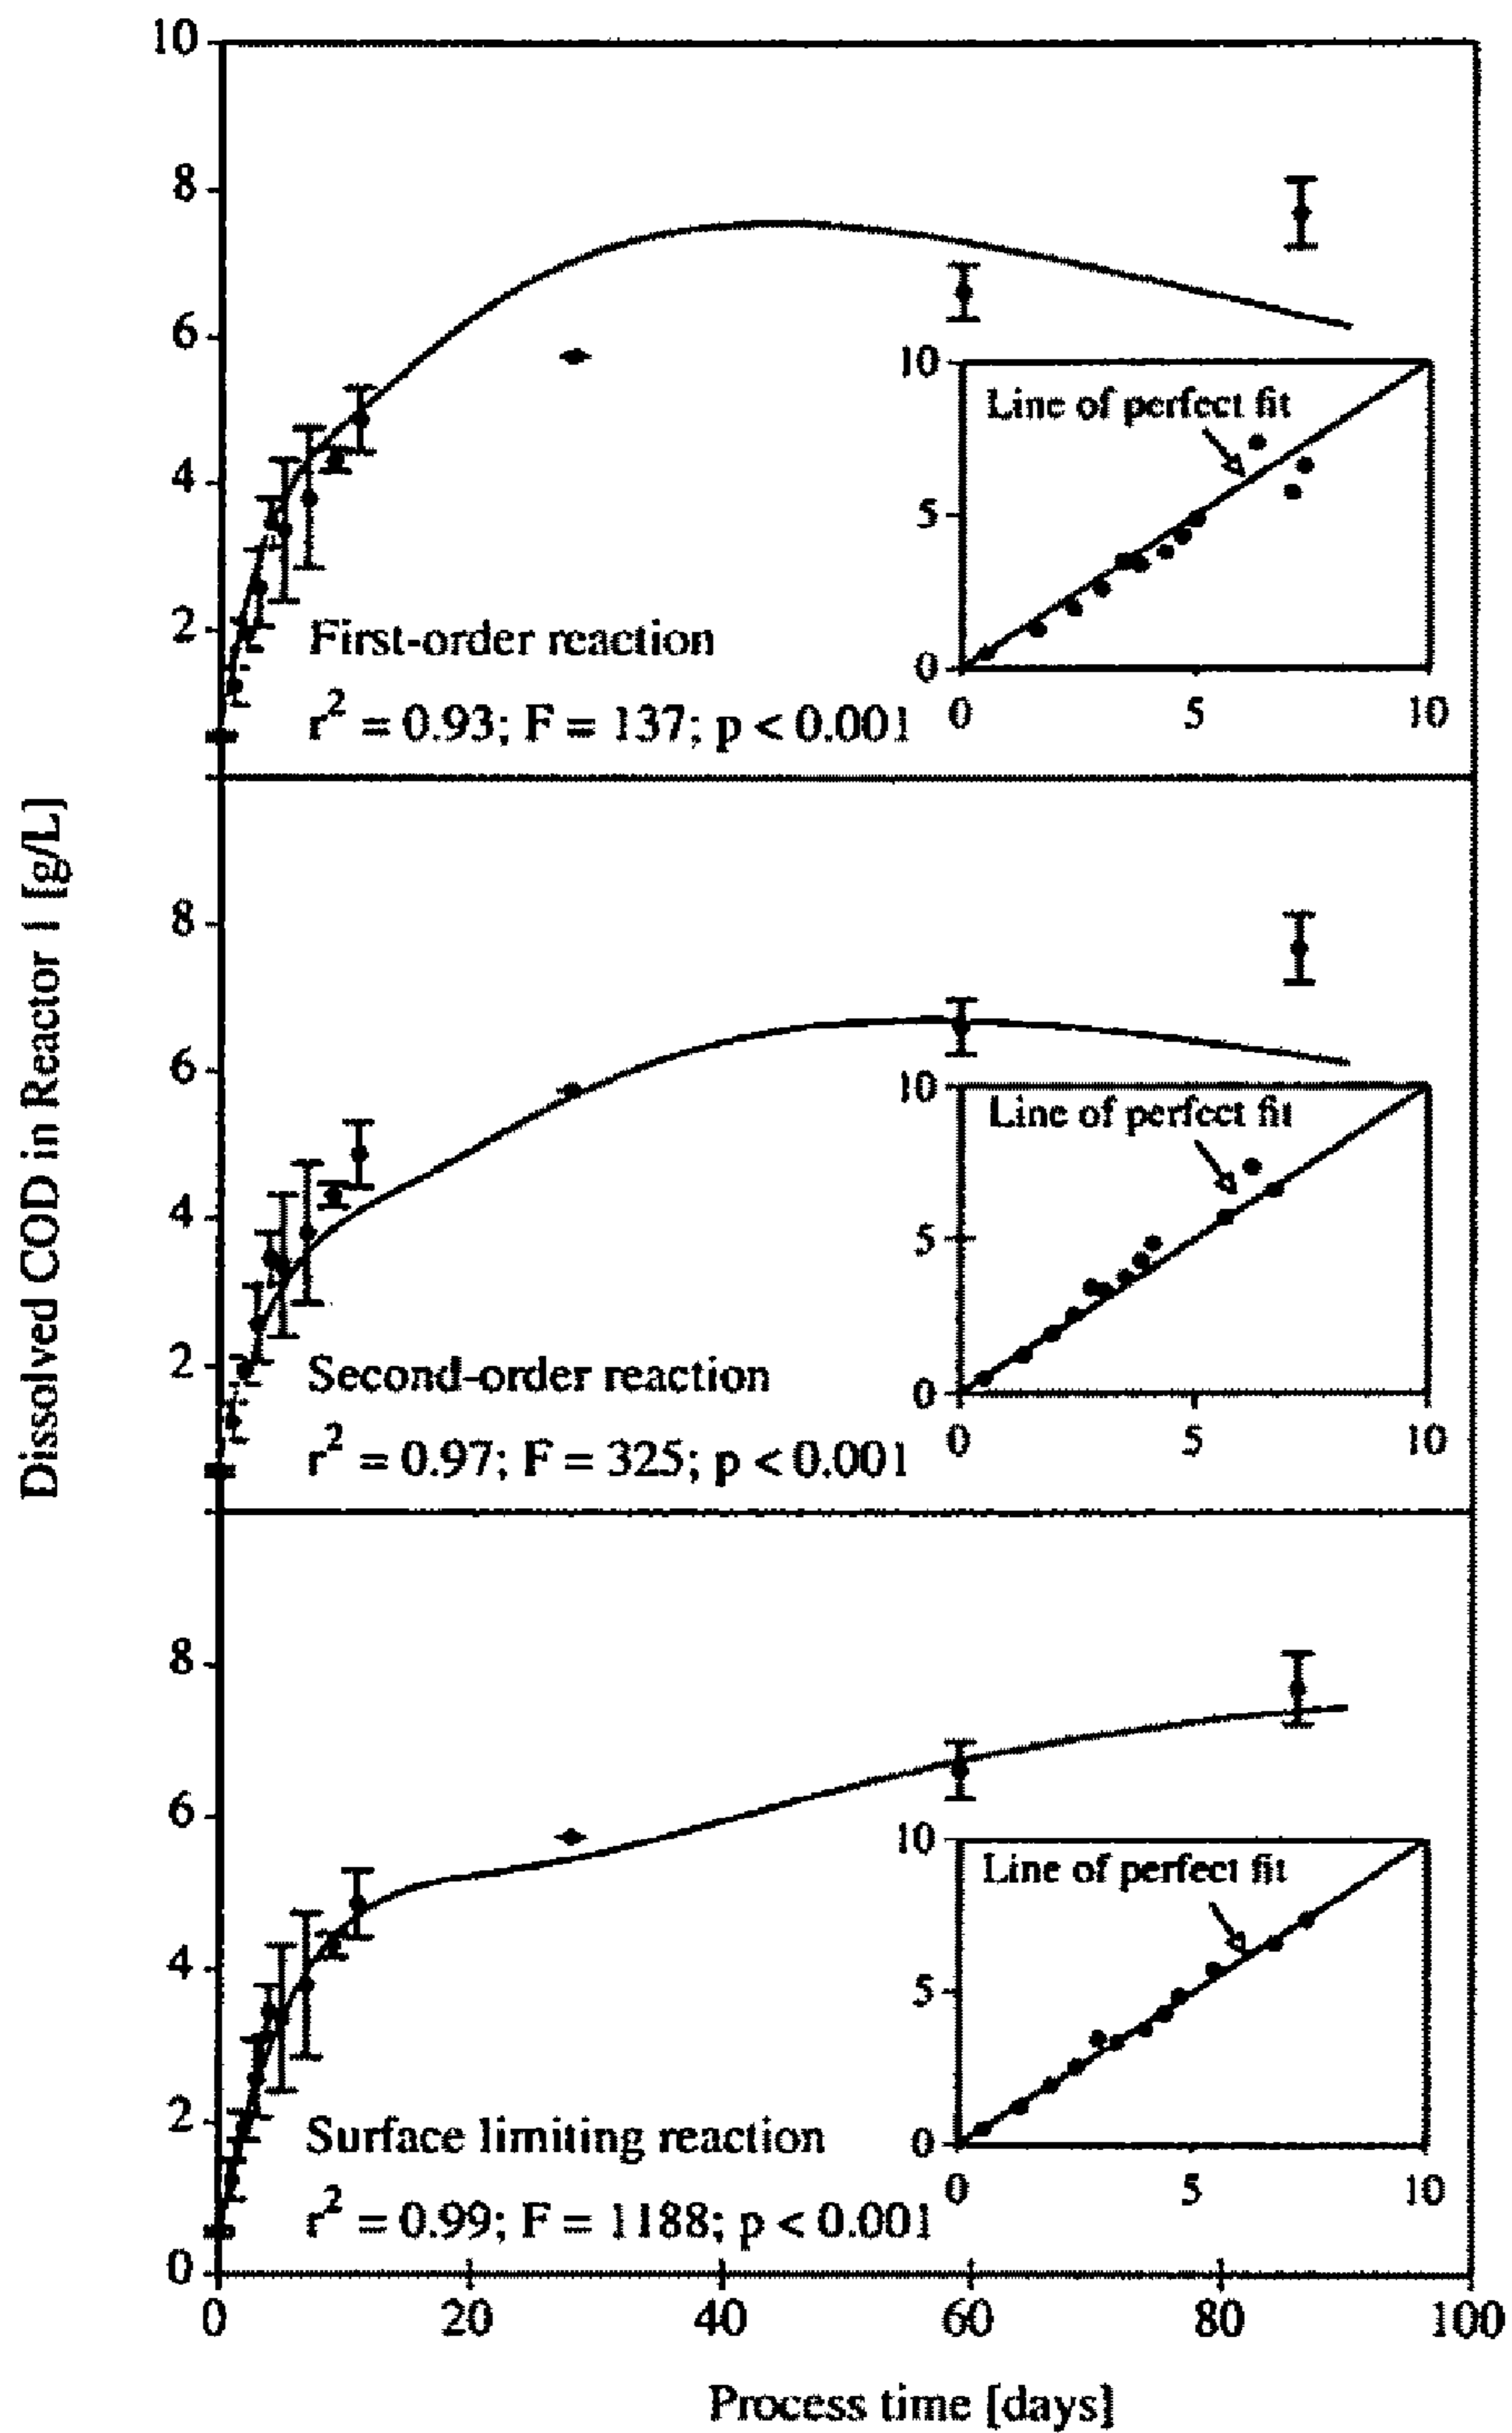 Dissolved COD in Reactor 1 [g/L]
10
8
6
4
2
First-order reaction
r² = 0.93; F = 137; p < 0.001
10
5
0
Line of perfect fit
0 5 10
8
6
4
2
Second-order reaction
r² = 0.97; F = 325; p < 0.001
10
5
0
Line of perfect fit
0 5 10
8
6
4
2
0
Surface limiting reaction
r² = 0.99; F = 1188; p < 0.001
10
5
0
Line of perfect fit
0 5 10
0 20 40 60 80 100
Process time [days]